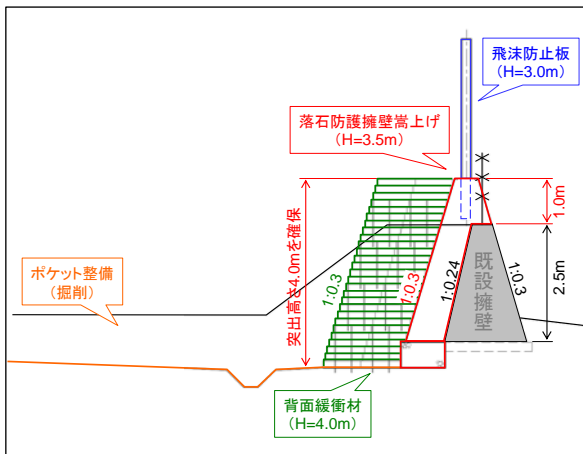 飛沫防止板
（H=3.0m）
落石防護擁壁嵩上げ
（H=3.5m）
1.0m
突出高さ4.0mを確保
ポケット整備
（掘削）
1:0.3
1:0.3
1:0.24
既設擁壁
1:0.3
2.5m
背面緩衝材
（H=4.0m）